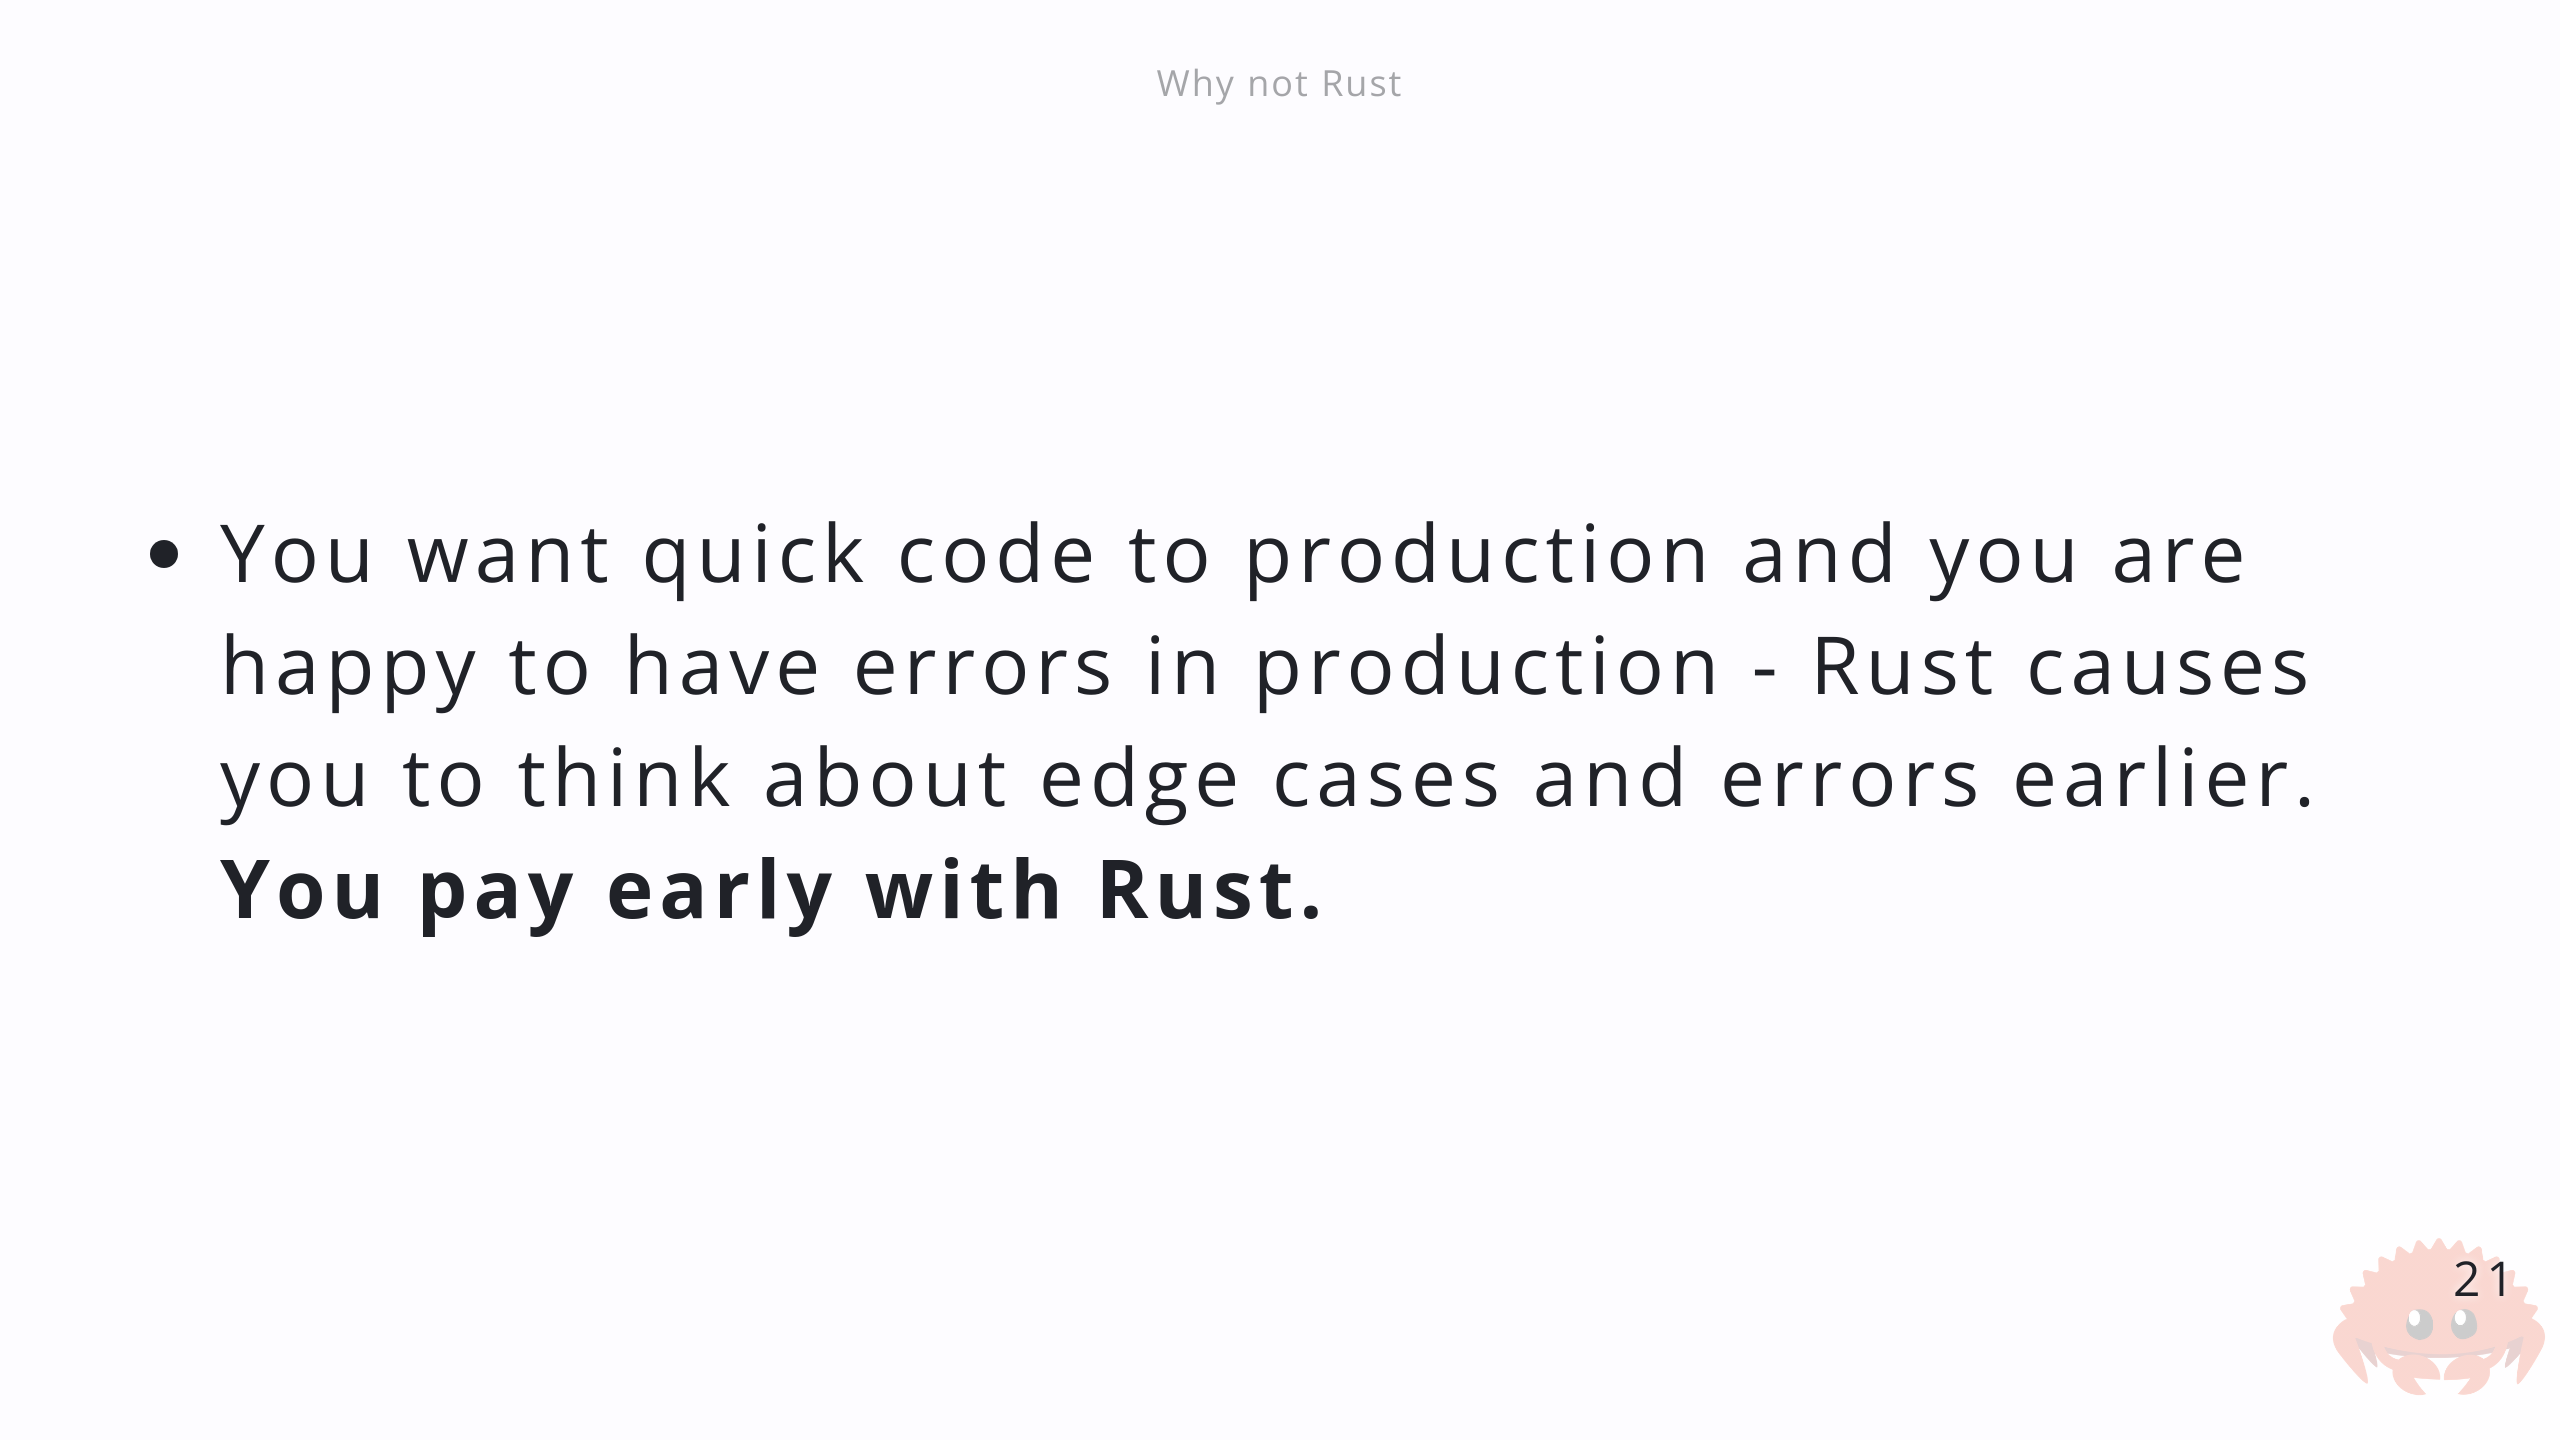 Why not Rust
• You want quick code to production and you are
happy to have errors in production - Rust causes
you to think about edge cases and errors earlier.
You pay early with Rust.
21